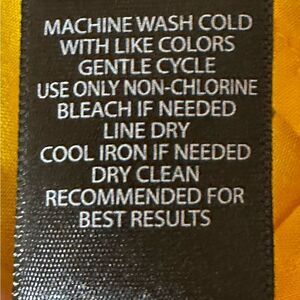 MACHINE WASH COLD
WITH LIKE COLORS
GENTLE CYCLE
USE ONLY NON-CHLORINE
BLEACH IF NEEDED
LINE DRY
COOL IRON IF NEEDED
DRY CLEAN
RECOMMENDED FOR
BEST RESULTS